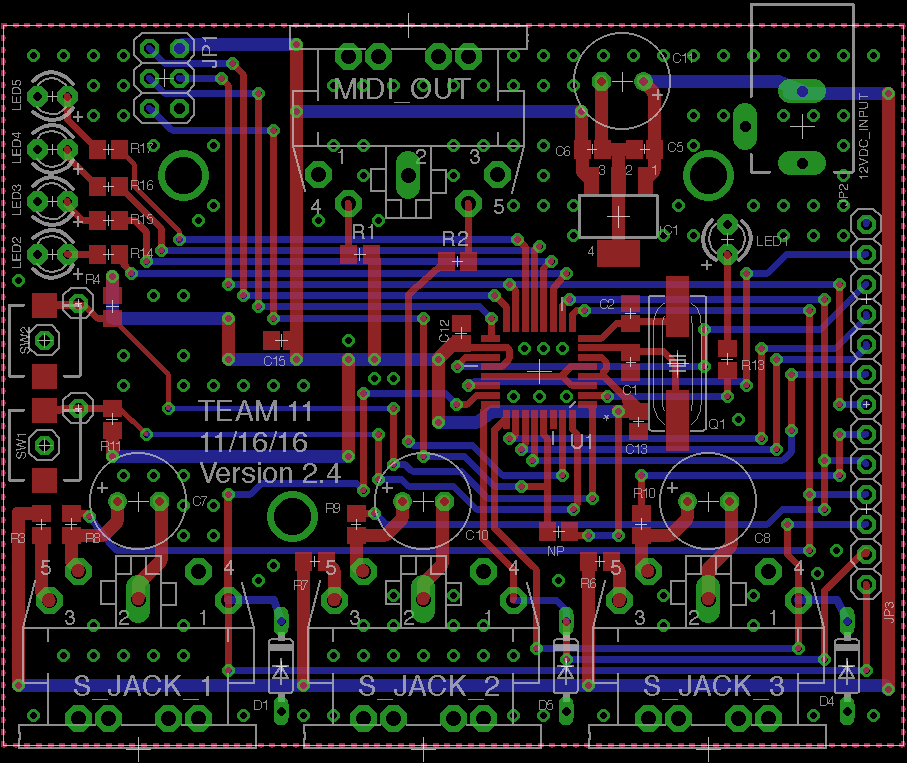 JP1
C11
LED5
MIDI_OUT
12VDC_INPUT
LED4
R17
C6
C5
1
2
3
3
2
1
R16
LED3
4
5
JP2
R15
R1
R2
IC1
LED1
LED2
R14
4
R4
C2
SW2
C12
C15
R13
C1
TEAM 11
11/16/16
Version 2.4
*
U1
C13
Q1
SW1
R11
C7
R9
C10
R10
C8
R3
R8
NP
5
4
R7
5
4
R6
5
4
3
2
1
3
2
1
3
2
1
JP3
S_JACK_1
S_JACK_2
S_JACK_3
D1
D5
D4